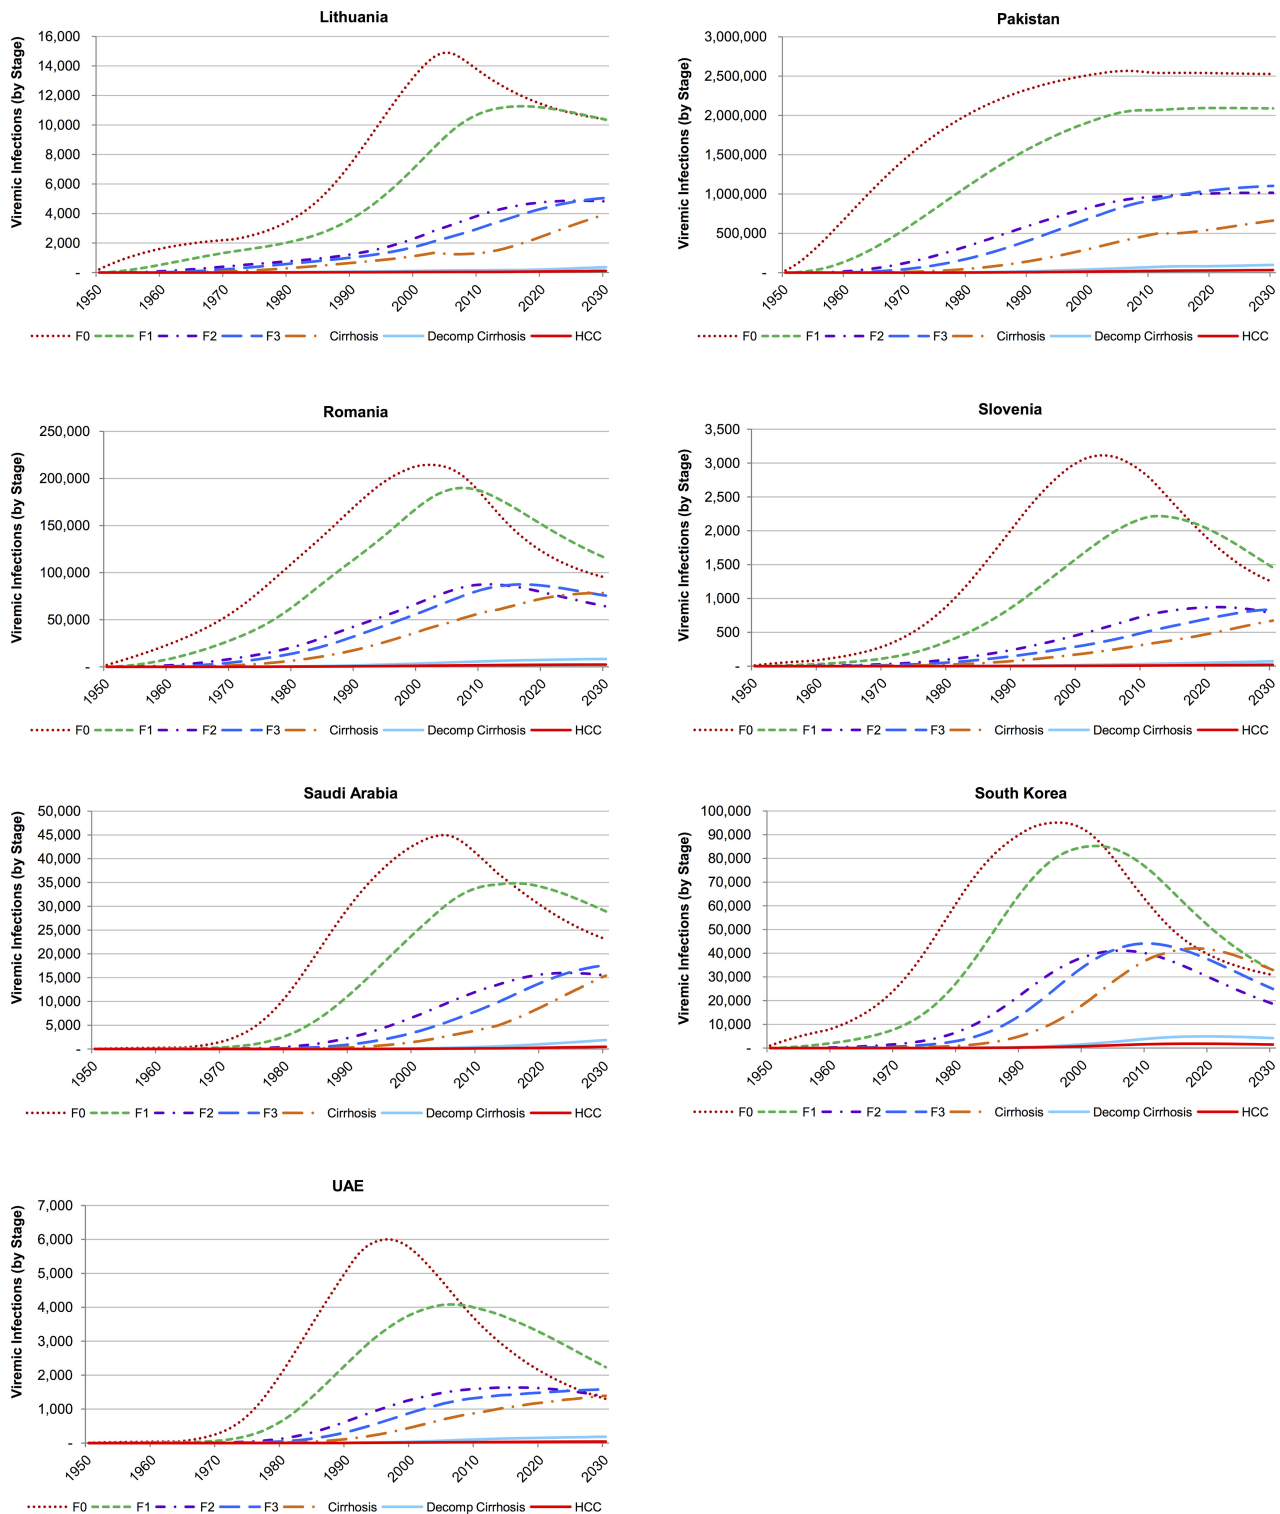 Lithuania
Viremic Infections (by Stage)
16,000
14,000
12,000
10,000
8,000
6,000
4,000
2,000
-
1950 1960 1970 1980 1990 2000 2010 2020 2030
F0 F1 F2 F3 Cirrhosis Decomp Cirrhosis HCC
Pakistan
Viremic Infections (by Stage)
3,000,000
2,500,000
2,000,000
1,500,000
1,000,000
500,000
-
1950 1960 1970 1980 1990 2000 2010 2020 2030
F0 F1 F2 F3 Cirrhosis Decomp Cirrhosis HCC
Romania
Viremic Infections (by Stage)
250,000
200,000
150,000
100,000
50,000
-
1950 1960 1970 1980 1990 2000 2010 2020 2030
F0 F1 F2 F3 Cirrhosis Decomp Cirrhosis HCC
Slovenia
Viremic Infections (by Stage)
3,500
3,000
2,500
2,000
1,500
1,000
500
-
1950 1960 1970 1980 1990 2000 2010 2020 2030
F0 F1 F2 F3 Cirrhosis Decomp Cirrhosis HCC
Saudi Arabia
Viremic Infections (by Stage)
50,000
45,000
40,000
35,000
30,000
25,000
20,000
15,000
10,000
5,000
-
1950 1960 1970 1980 1990 2000 2010 2020 2030
F0 F1 F2 F3 Cirrhosis Decomp Cirrhosis HCC
South Korea
Viremic Infections (by Stage)
100,000
90,000
80,000
70,000
60,000
50,000
40,000
30,000
20,000
10,000
-
1950 1960 1970 1980 1990 2000 2010 2020 2030
F0 F1 F2 F3 Cirrhosis Decomp Cirrhosis HCC
UAE
Viremic Infections (by Stage)
7,000
6,000
5,000
4,000
3,000
2,000
1,000
-
1950 1960 1970 1980 1990 2000 2010 2020 2030
F0 F1 F2 F3 Cirrhosis Decomp Cirrhosis HCC